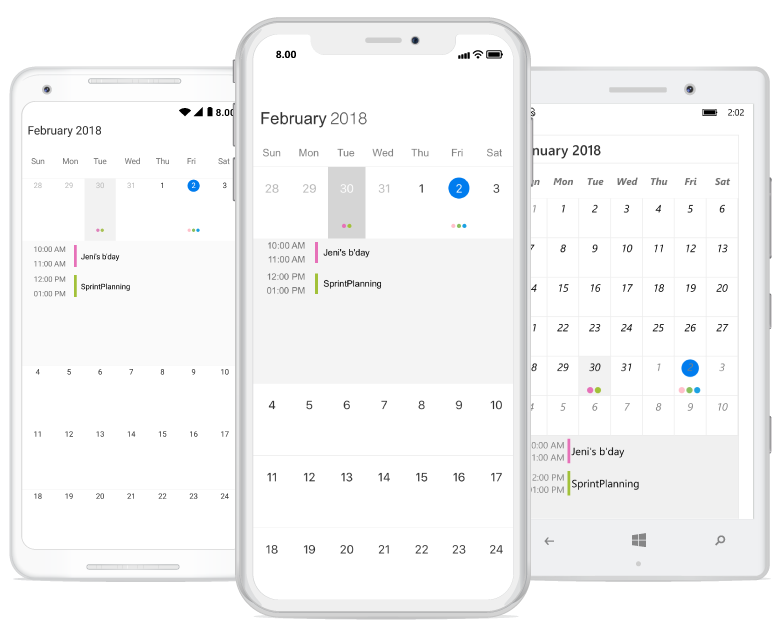 8.00
February 2018
Sun Mon Tue Wed Thu Fri Sat
28 29 30 31 1 2 3
10:00 AM
11:00 AM
Jeni's b'day
12:00 PM
01:00 PM
SprintPlanning
4 5 6 7 8 9 10
11 12 13 14 15 16 17
18 19 20 21 22 23 24
8.00
February 2018
Sun Mon Tue Wed Thu Fri Sat
28 29 30 31 1 2 3
10:00 AM
11:00 AM
Jeni's b'day
12:00 PM
01:00 PM
SprintPlanning
4 5 6 7 8 9 10
11 12 13 14 15 16 17
18 19 20 21 22 23 24
2:02
nuary 2018
Mon Tue Wed Thu Fri Sat
1 1 2 3 4 5 6
7 8 9 10 11 12 13
4 15 16 17 18 19 20
1 22 23 24 25 26 27
8 29 30 31 1 2 3
4 5 6 7 8 9 10
0:00 AM
1:00 AM
Jeni's b'day
2:00 PM
01:00 PM
SprintPlanning